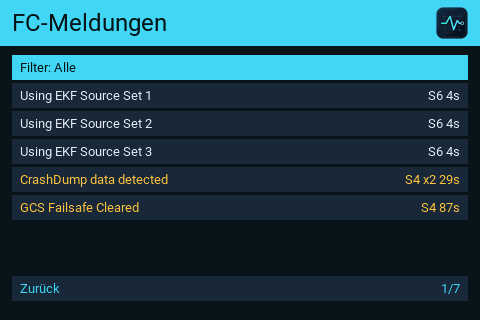 FC-Meldungen
Filter: Alle
Using EKF Source Set 1 S6 4s
Using EKF Source Set 2 S6 4s
Using EKF Source Set 3 S6 4s
CrashDump data detected S4 x2 29s
GCS Failsafe Cleared S4 87s
Zurück 1/7